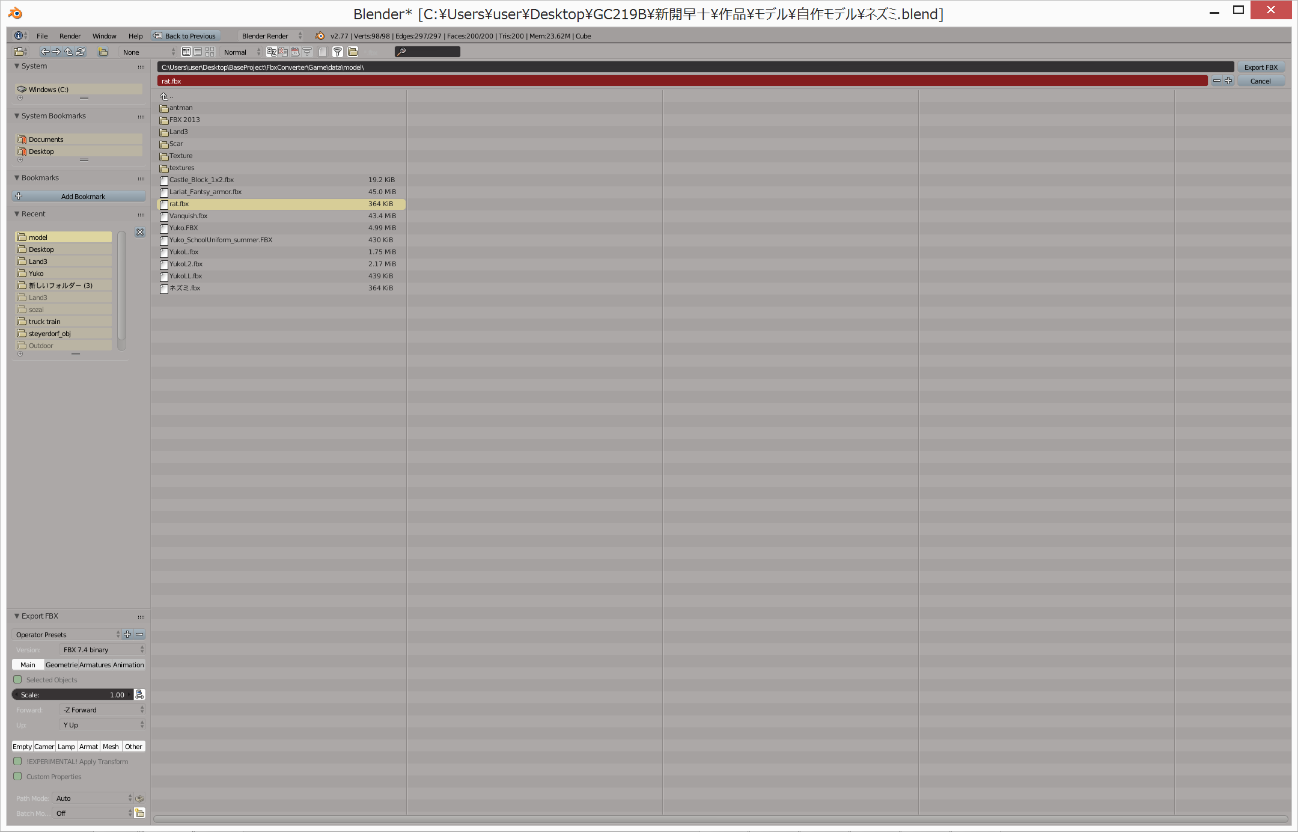 Blender* [C:¥Users¥user¥Desktop¥GC219B¥新開早十¥作品¥モデル¥自作モデル¥ネズミ.blend]
File Render Window Help Back to Previous Blender Render v2.77 | Verts:98/98 | Edges:297/297 | Faces:200/200 | Tris:200 | Mem:23.62M | Cube
None Normal
System
Windows (C:)
System Bookmarks
Documents
Desktop
Bookmarks
Add Bookmark
Recent
model
Desktop
Land3
Yuko
新しいフォルダー (3)
Land3
sozai
truck train
steyerdorf_obj
Outdoor
C:\Users\user\Desktop\BaseProject\FbxConverter\Game\data\model\ Export FBX
rat.fbx Cancel
..
antman
FBX 2013
Land3
Scar
Texture
textures
Castle_Block_1x2.fbx 19.2 KiB
Lariat_Fantsy_armor.fbx 45.0 MiB
rat.fbx 364 KiB
Vanquish.fbx 43.4 MiB
Yuko.FBX 4.99 MiB
Yuko_SchoolUniform_summer.FBX 430 KiB
YukoL.fbx 1.75 MiB
YukoL2.fbx 2.17 MiB
YukoLL.fbx 439 KiB
ネズミ.fbx 364 KiB
Export FBX
Operator Presets
Version: FBX 7.4 binary
Main Geometrie Armatures Animation
Selected Objects
Scale: 1.00
Forward: -Z Forward
Up: Y Up
Empty Camer Lamp Armat Mesh Other
!EXPERIMENTAL! Apply Transform
Custom Properties
Path Mode: Auto
Batch Mo... Off